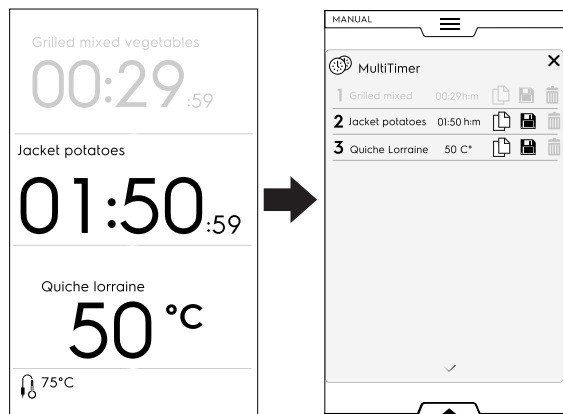 Grilled mixed vegetables
00:29 :59
Jacket potatoes
01:50 :59
Quiche lorraine
50 °C
75°C
MANUAL
MultiTimer
1 Grilled mixed 00:29 h:m
2 Jacket potatoes 01:50 h:m
3 Quiche Lorraine 50 C°